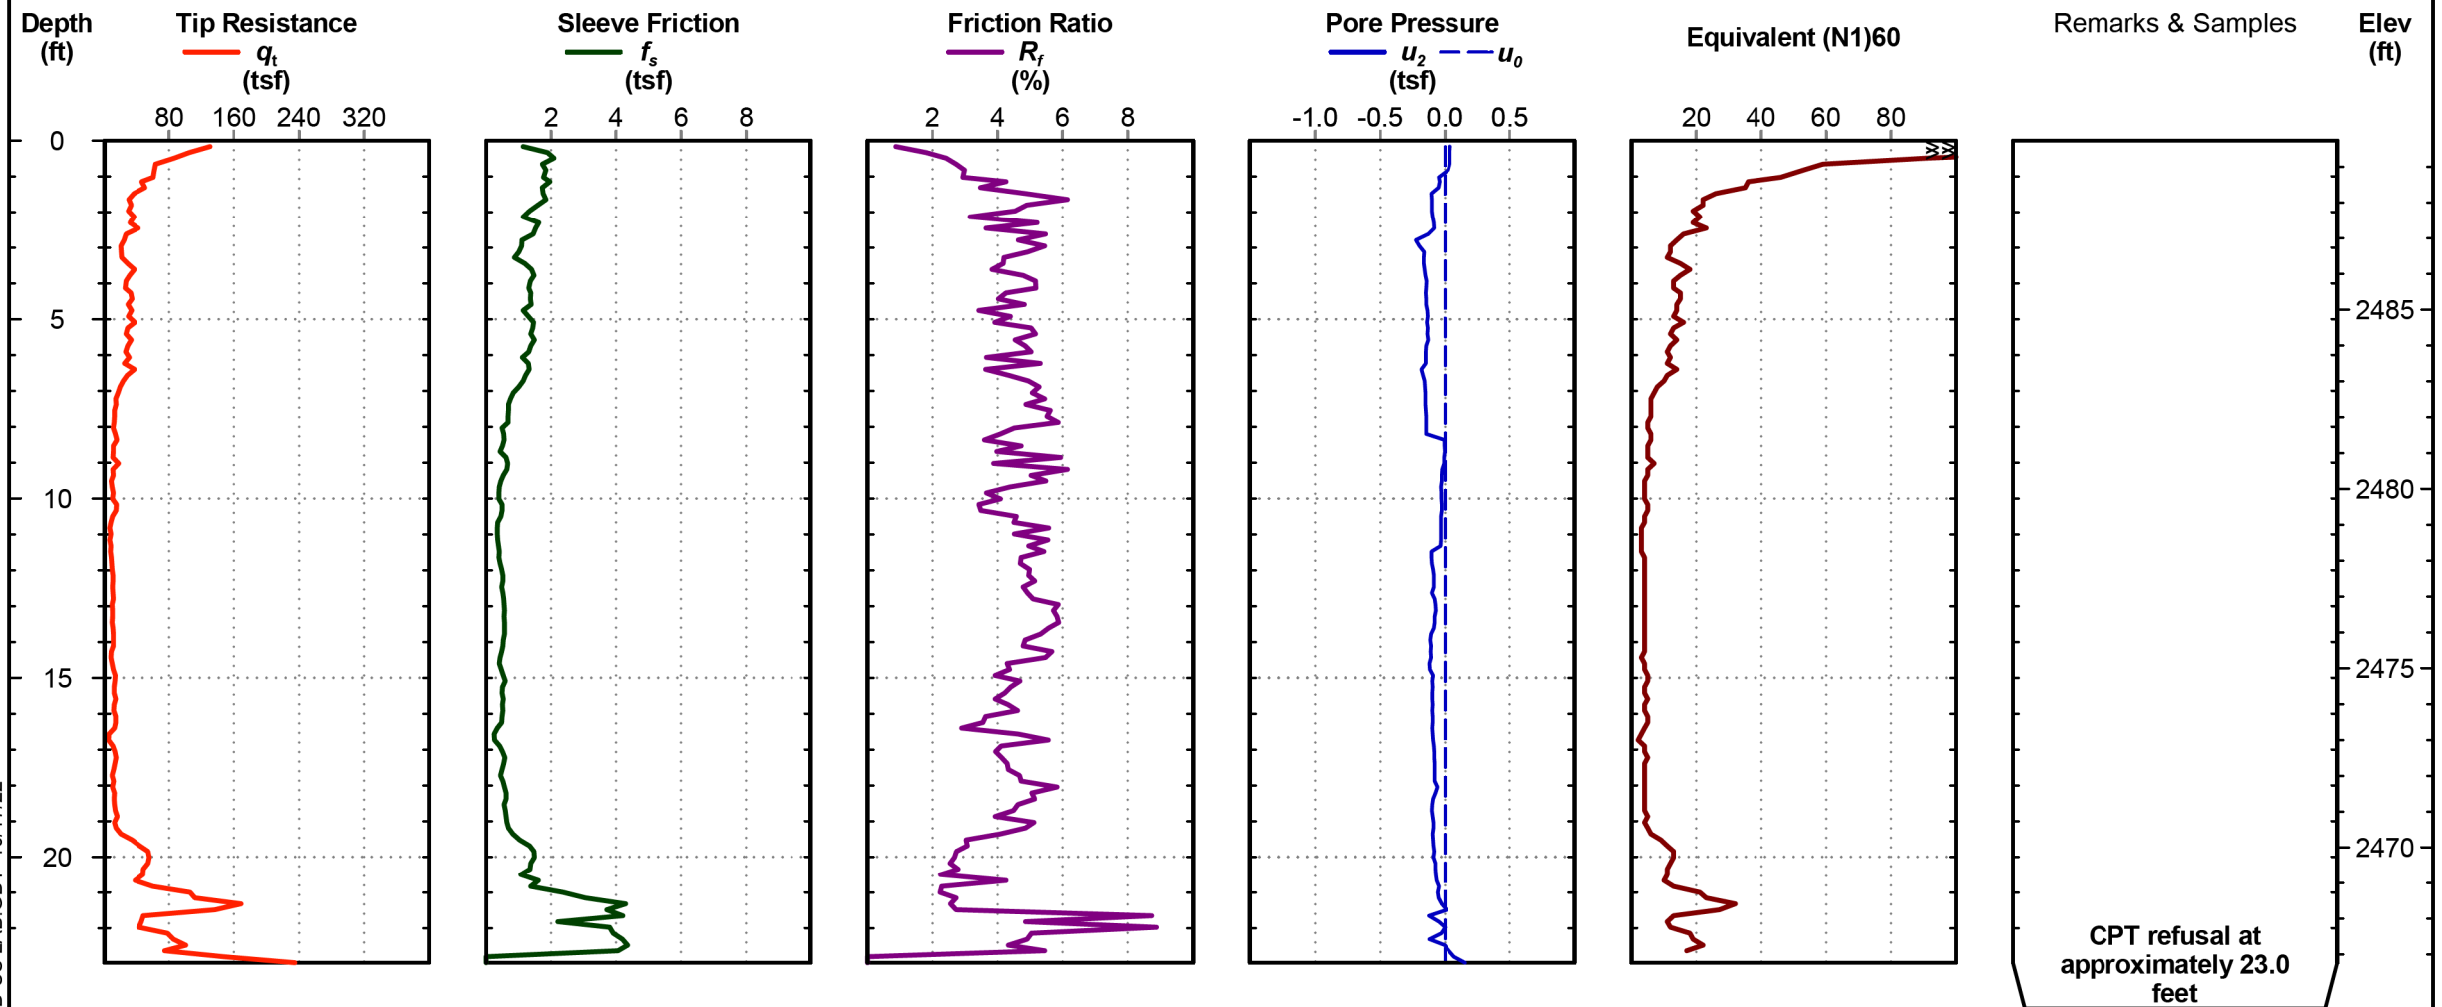 Depth
(ft)
Tip Resistance
qt
(tsf)
80 160 240 320
Sleeve Friction
fs
(tsf)
2 4 6 8
Friction Ratio
Rf
(%)
2 4 6 8
Pore Pressure
u2 u0
(tsf)
-1.0 -0.5 0.0 0.5
Equivalent (N1)60
20 40 60 80
>>
>>
Remarks & Samples
Elev
(ft)
0
5
10
15
20
2485
2480
2475
2470
CPT refusal at
approximately 23.0
feet